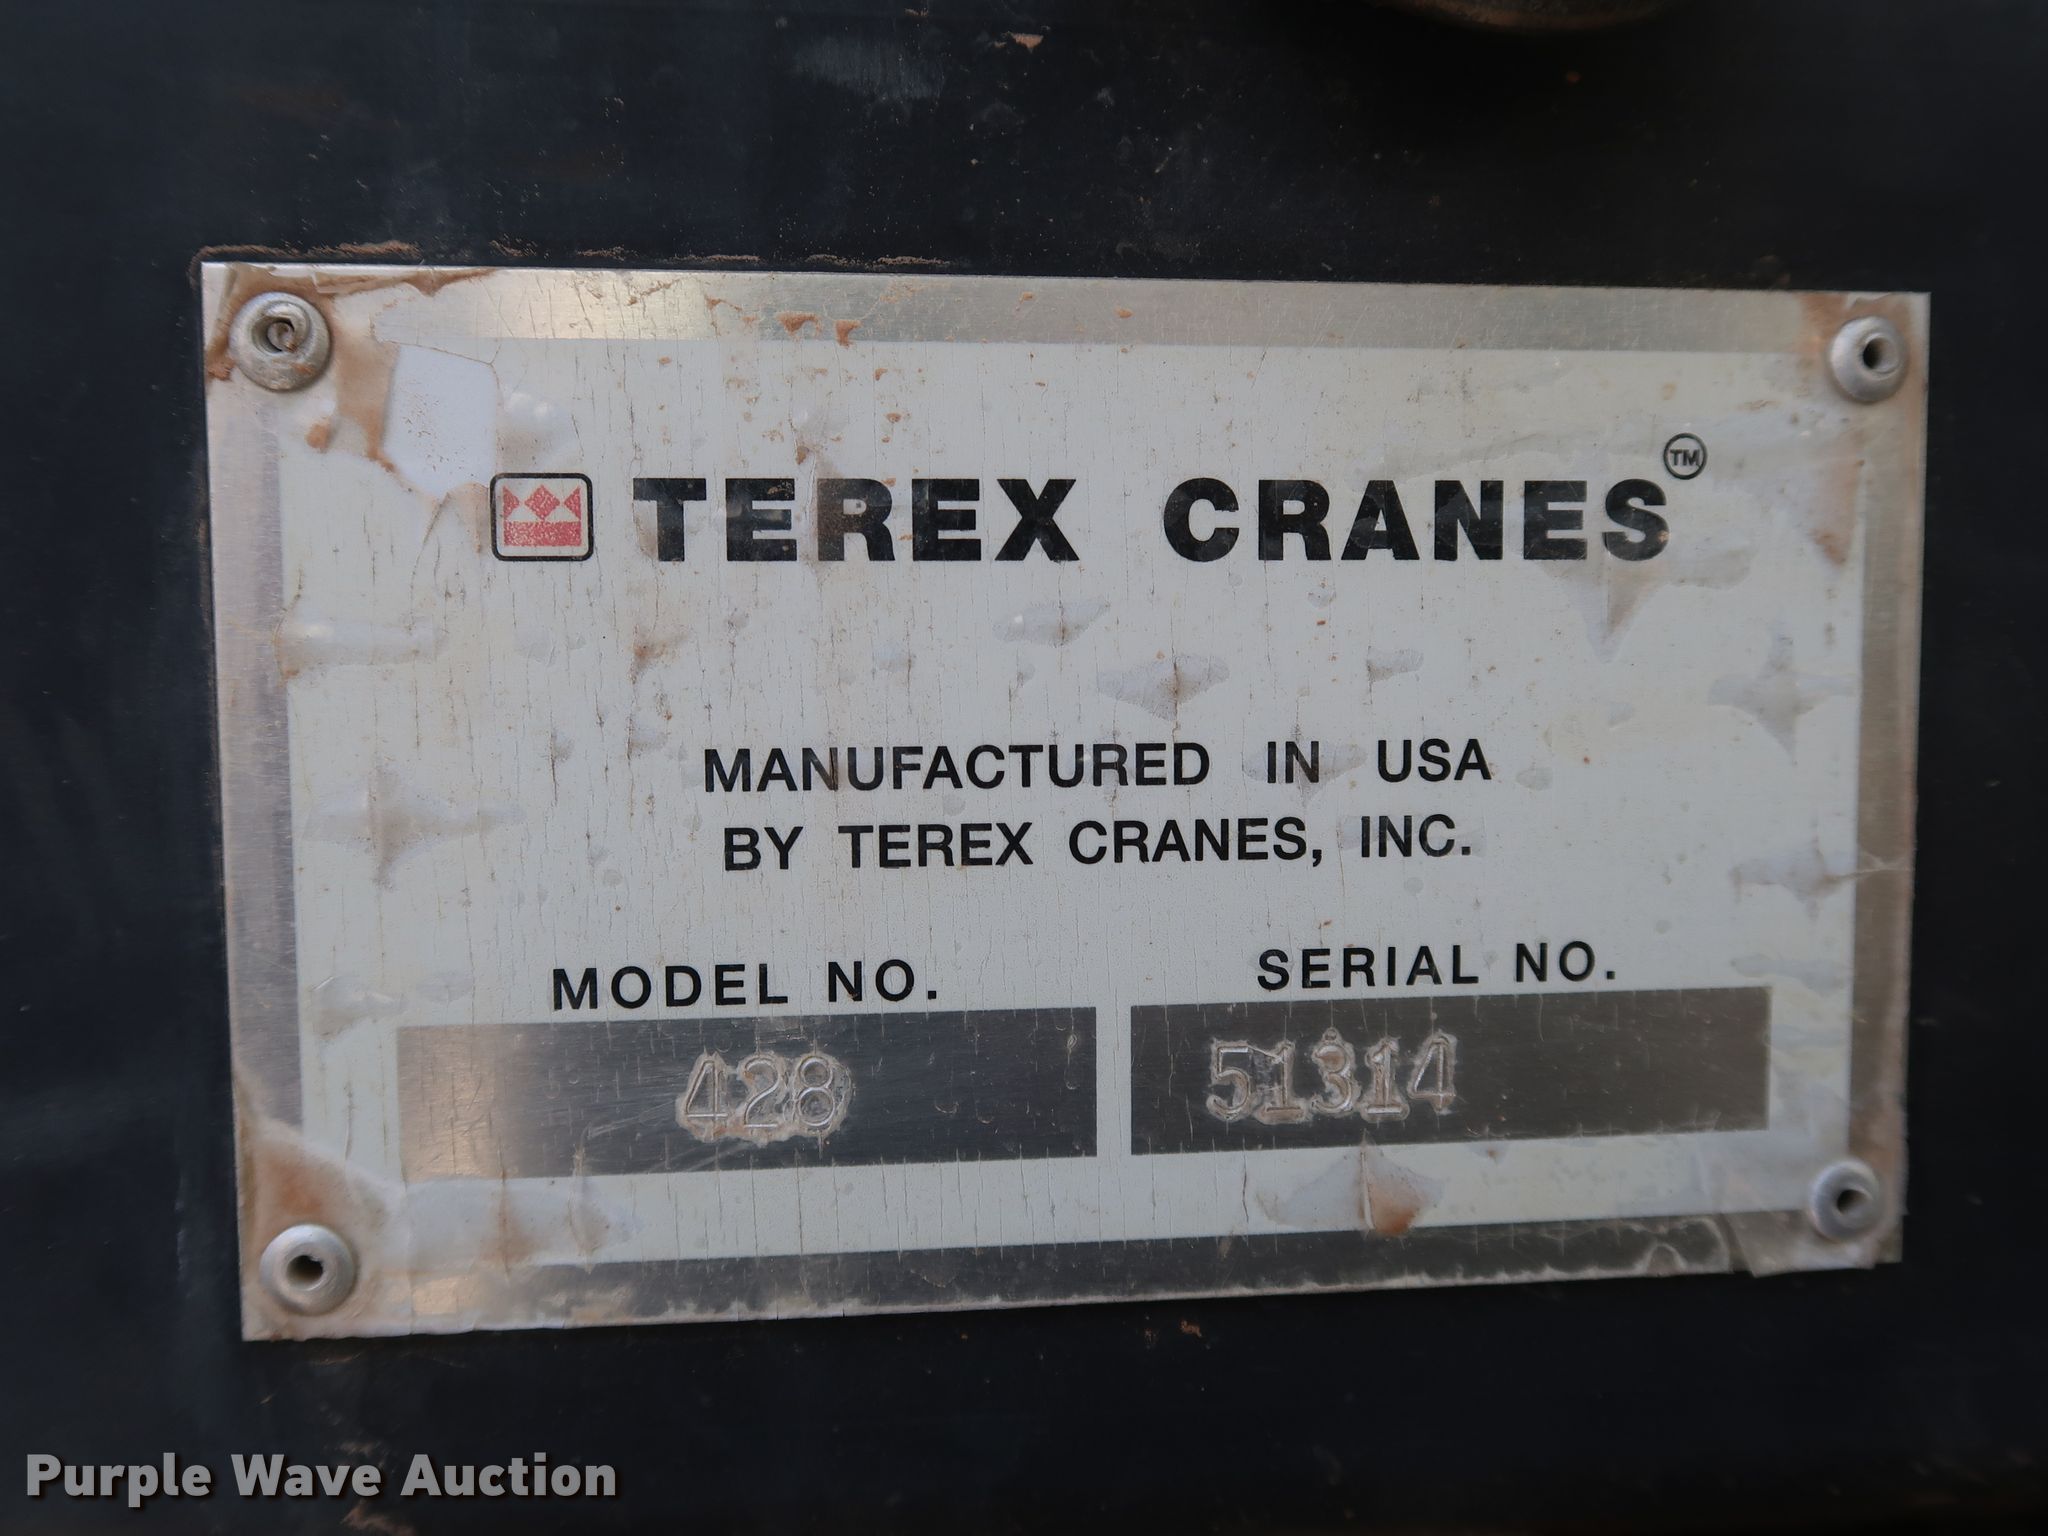 TEREX CRANES™
MANUFACTURED IN USA
BY TEREX CRANES, INC.
MODEL NO.
428
SERIAL NO.
51314
Purple Wave Auction